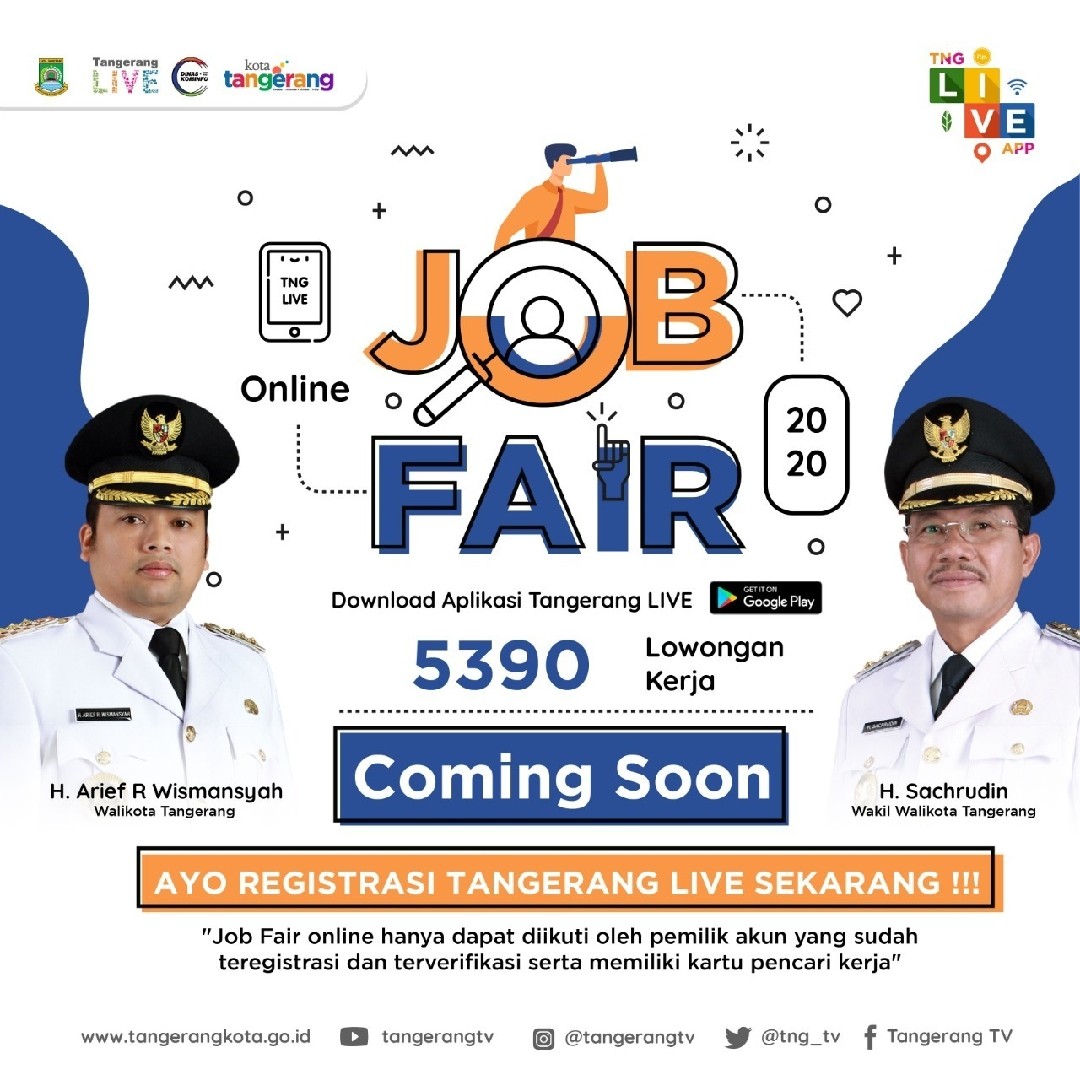 Tangerang
LIVE
DINAS
KOMINFO
kota
tangerang
TNG
LIVE
APP
JOB
TNG
LIVE
Online
20
20
FAIR
Download Aplikasi Tangerang LIVE
GET IT ON
Google Play
5390
Lowongan
Kerja
Coming Soon
H. Arief R Wismansyah
Walikota Tangerang
H. Sachrudin
Wakil Walikota Tangerang
AYO REGISTRASI TANGERANG LIVE SEKARANG !!!
"Job Fair online hanya dapat diikuti oleh pemilik akun yang sudah
teregistrasi dan terverifikasi serta memiliki kartu pencari kerja"
www.tangerangkota.go.id
tangerangtv
@tangerangtv
@tng_tv
Tangerang TV